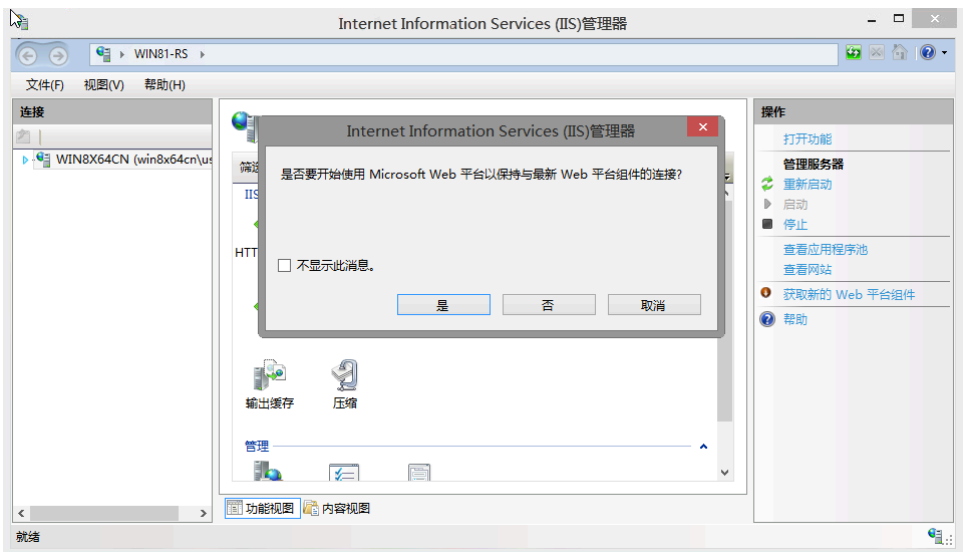 Internet Information Services (IIS)管理器
WIN81-RS
文件(F) 视图(V) 帮助(H)
连接
WIN8X64CN (win8x64cn\us
筛选
IIS
HTT
Internet Information Services (IIS)管理器
是否要开始使用 Microsoft Web 平台以保持与最新 Web 平台组件的连接?
不显示此消息。
是 否 取消
输出缓存 压缩
管理
功能视图 内容视图
操作
打开功能
管理服务器
重新启动
启动
停止
查看应用程序池
查看网站
获取新的 Web 平台组件
帮助
就绪